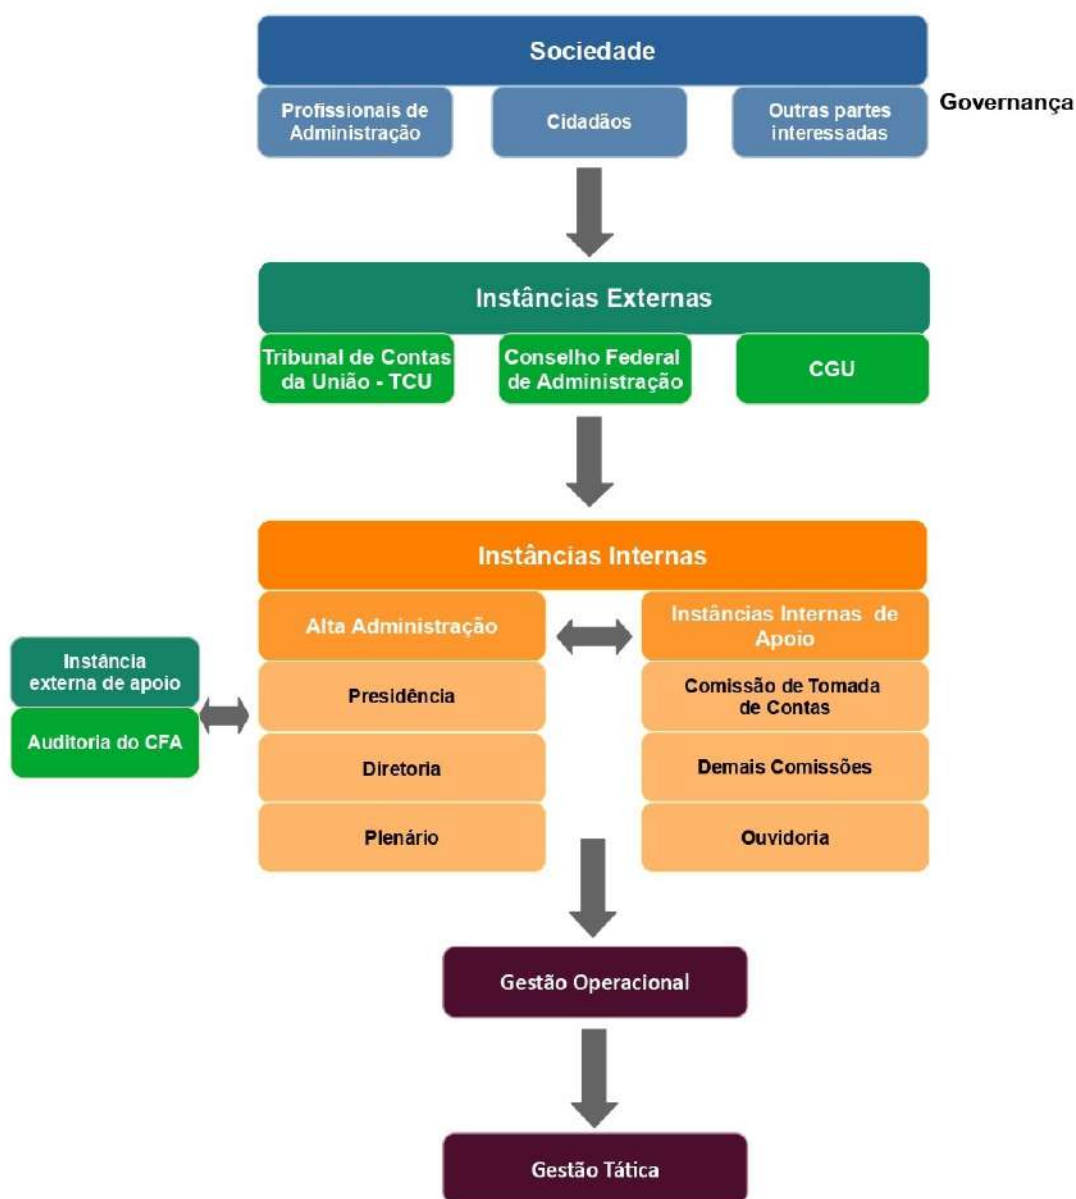 Sociedade
Governança
Profissionais de
Administração
Cidadãos
Outras partes
interessadas
Instâncias Externas
Tribunal de Contas
da União - TCU
Conselho Federal
de Administração
CGU
Instâncias Internas
Alta Administração
Instâncias Internas de
Apoio
Instância
externa de apoio
Auditoria do CFA
Presidência
Diretoria
Plenário
Comissão de Tomada
de Contas
Demais Comissões
Ouvidoria
Gestão Operacional
Gestão Tática